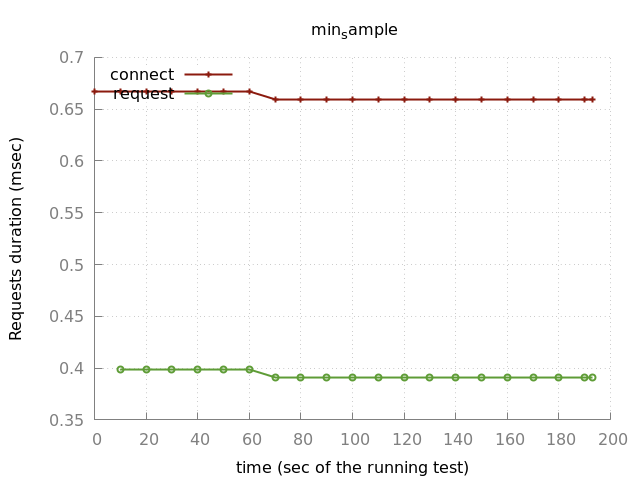 min_sample
connect
request
0.7
0.65
0.6
0.55
0.5
0.45
0.4
0.35
Requests duration (msec)
0 20 40 60 80 100 120 140 160 180 200
time (sec of the running test)